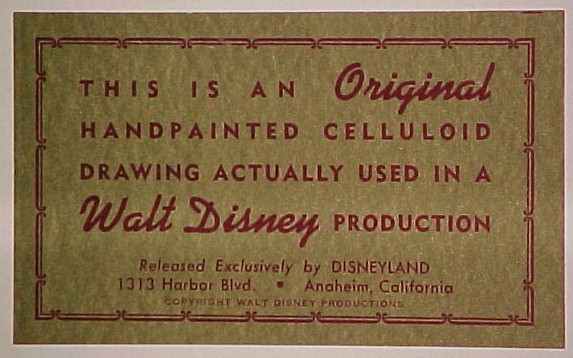 THIS IS AN Original
HANDPAINTED CELLULOID
DRAWING ACTUALLY USED IN A
Walt Disney PRODUCTION
Released Exclusively by DISNEYLAND
1313 Harbor Blvd. • Anaheim, California
COPYRIGHT WALT DISNEY PRODUCTIONS